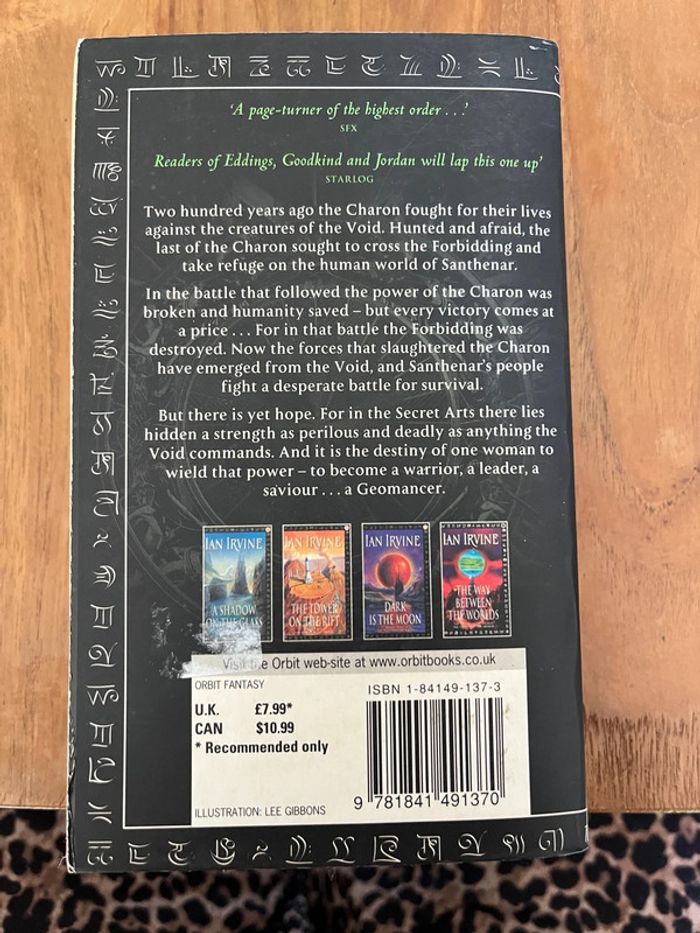 'A page-turner of the highest order . . .'
SFX
Readers of Eddings, Goodkind and Jordan will lap this one up'
STARLOG
Two hundred years ago the Charon fought for their lives
against the creatures of the Void. Hunted and afraid, the
last of the Charon sought to cross the Forbidding and
take refuge on the human world of Santhenar.
In the battle that followed the power of the Charon was
broken and humanity saved – but every victory comes at
a price . . . For in that battle the Forbidding was
destroyed. Now the forces that slaughtered the Charon
have emerged from the Void, and Santhenar's people
fight a desperate battle for survival.
But there is yet hope. For in the Secret Arts there lies
hidden a strength as perilous and deadly as anything the
Void commands. And it is the destiny of one woman to
wield that power – to become a warrior, a leader, a
saviour . . . a Geomancer.
IAN IRVINE
A SHADOW
ON THE GLASS
IAN IRVINE
THE TOWER
ON THE RIFT
IAN IRVINE
DARK
IS THE MOON
IAN IRVINE
THE WAY
BETWEEN
THE WORLDS
Visit the Orbit web-site at www.orbitbooks.co.uk
ORBIT FANTASY
U.K. £7.99*
CAN $10.99
* Recommended only
ILLUSTRATION: LEE GIBBONS
ISBN 1-84149-137-3
9 781841 491370